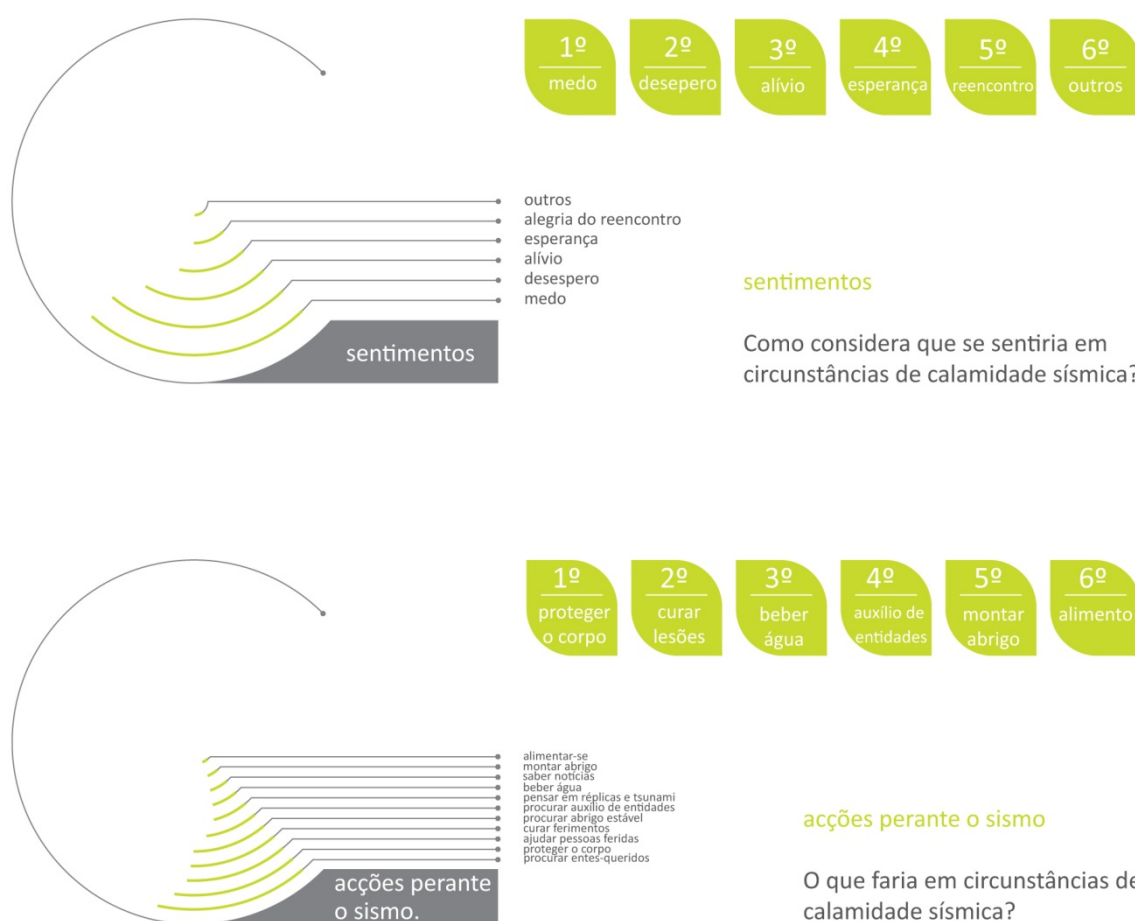 1º
medo
2º
desepero
3º
alívio
4º
esperança
5º
reencontro
6º
outros
outros
alegria do reencontro
esperança
alívio
desespero
medo
sentimentos
sentimentos
Como considera que se sentiria em
circunstâncias de calamidade sísmica?
1º
proteger
o corpo
2º
curar
lesões
3º
beber
água
4º
auxílio de
entidades
5º
montar
abrigo
6º
alimento
alimentar-se
montar abrigo
saber notícias
beber água
pensar em réplicas e tsunami
procurar auxílio de entidades
procurar abrigo estável
curar ferimentos
ajudar pessoas feridas
proteger o corpo
procurar entes-queridos
acções perante
o sismo.
acções perante o sismo
O que faria em circunstâncias de
calamidade sísmica?